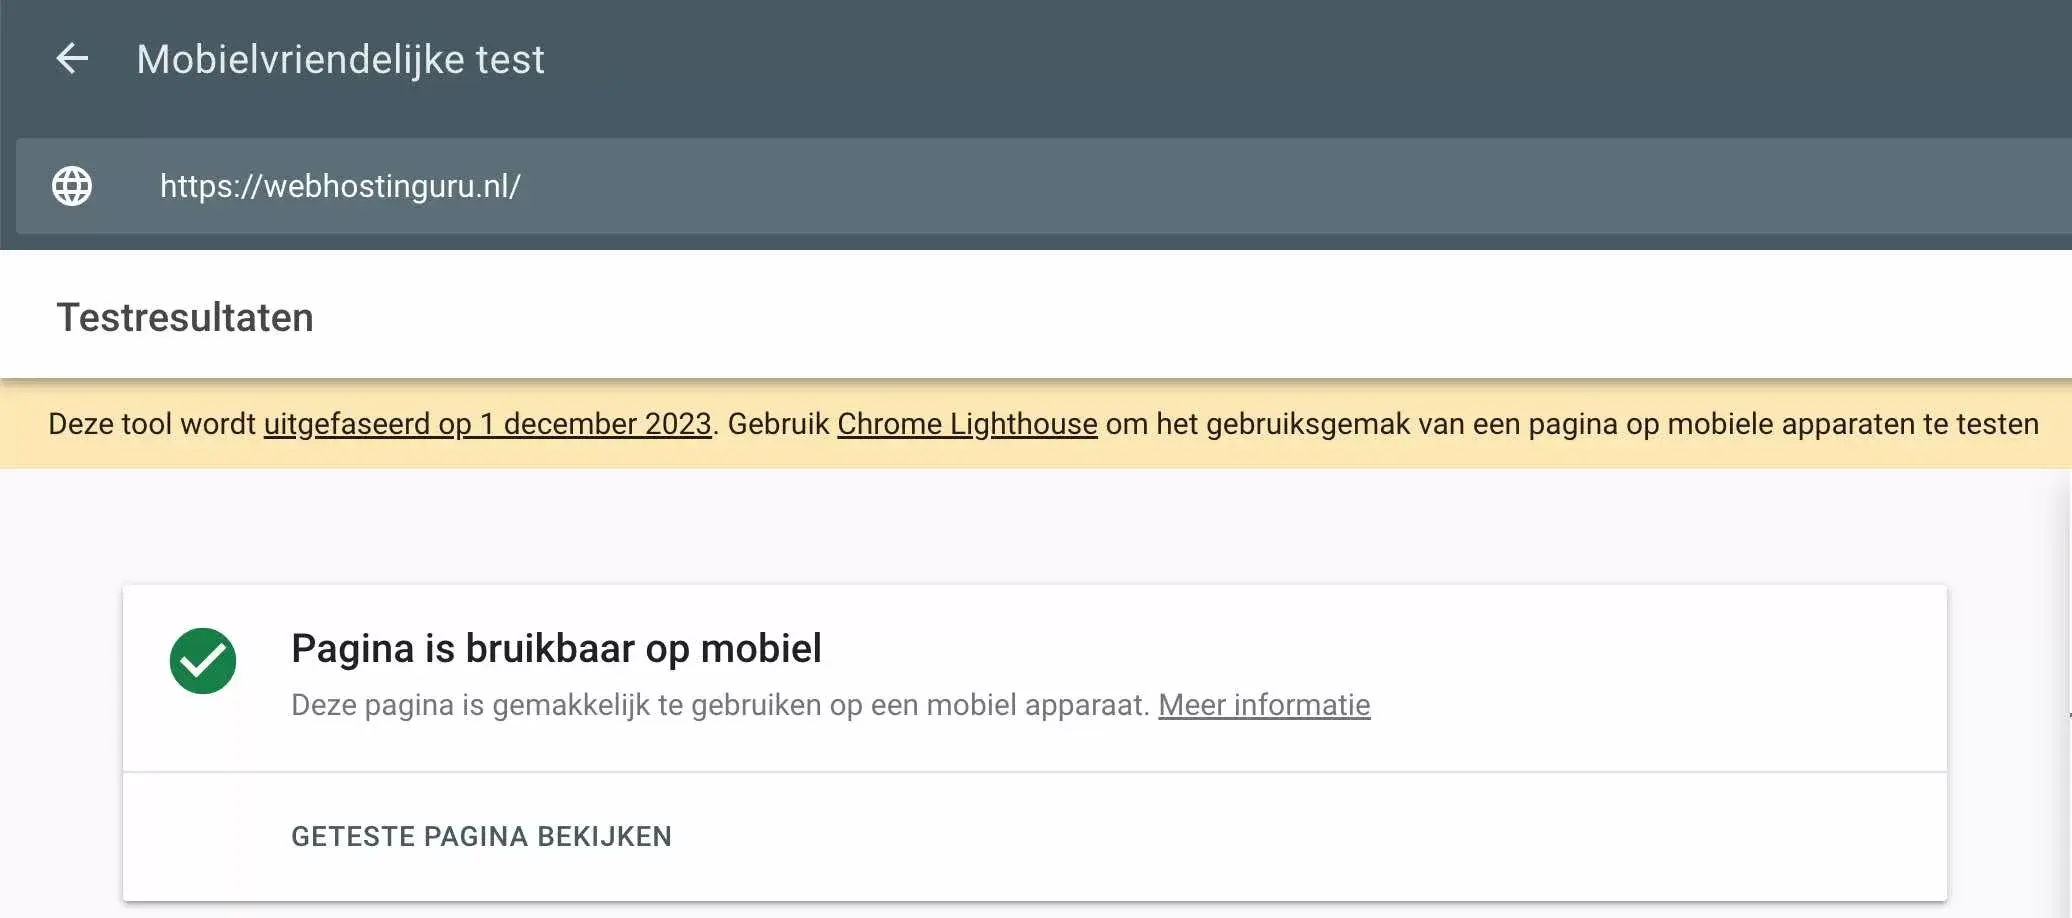 Mobielvriendelijke test
https://webhostinguru.nl/
Testresultaten
Deze tool wordt uitgefaseerd op 1 december 2023. Gebruik Chrome Lighthouse om het gebruiksgemak van een pagina op mobiele apparaten te testen
Pagina is bruikbaar op mobiel
Deze pagina is gemakkelijk te gebruiken op een mobiel apparaat. Meer informatie
GETESTE PAGINA BEKIJKEN